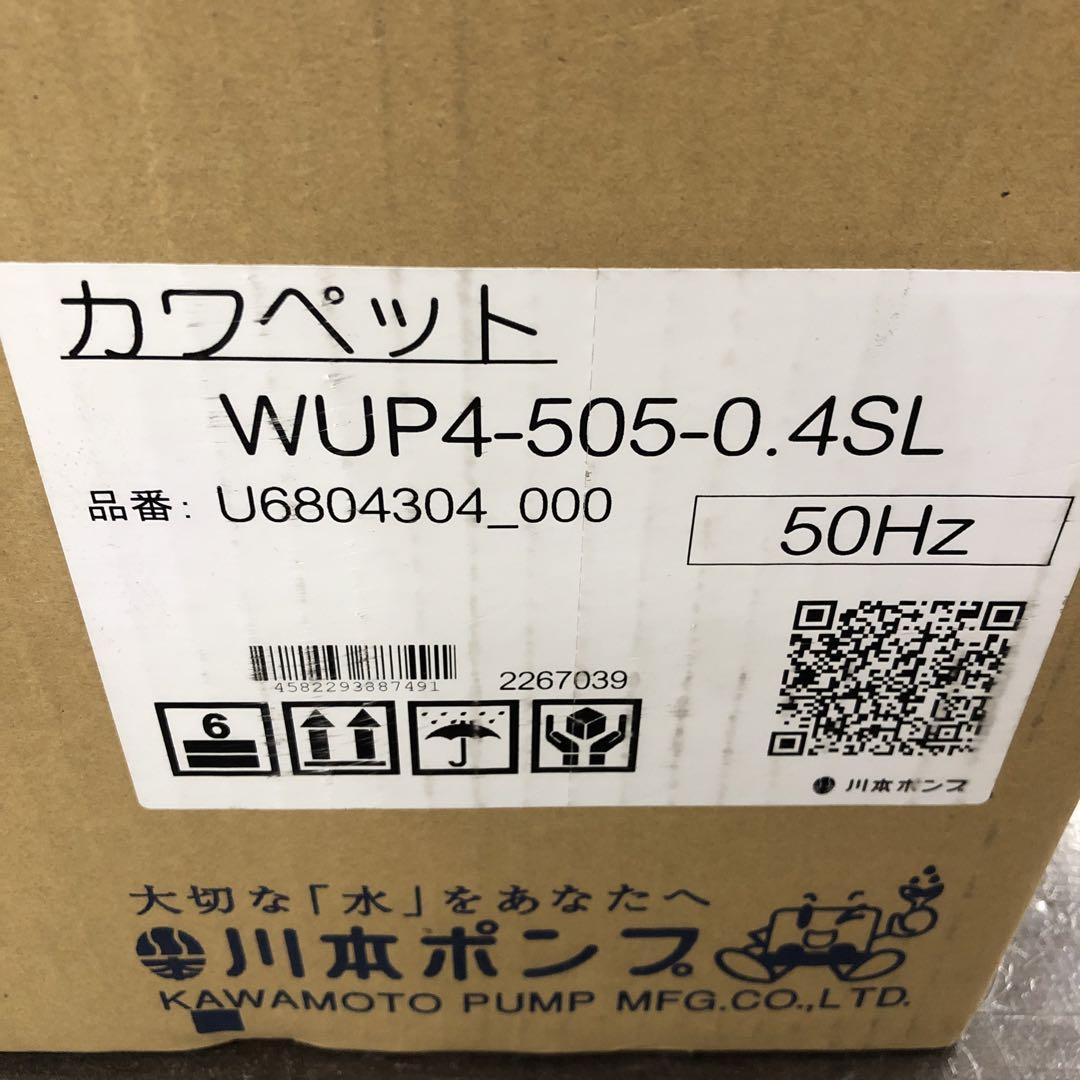 カワペット
WUP4-505-0.4SL
品番: U6804304_000
50Hz
4582293887491
2267039
6
川本ポンプ
大切な「水」をあなたへ
川本ポンプ
KAWAMOTO PUMP MFG.CO.,LTD.